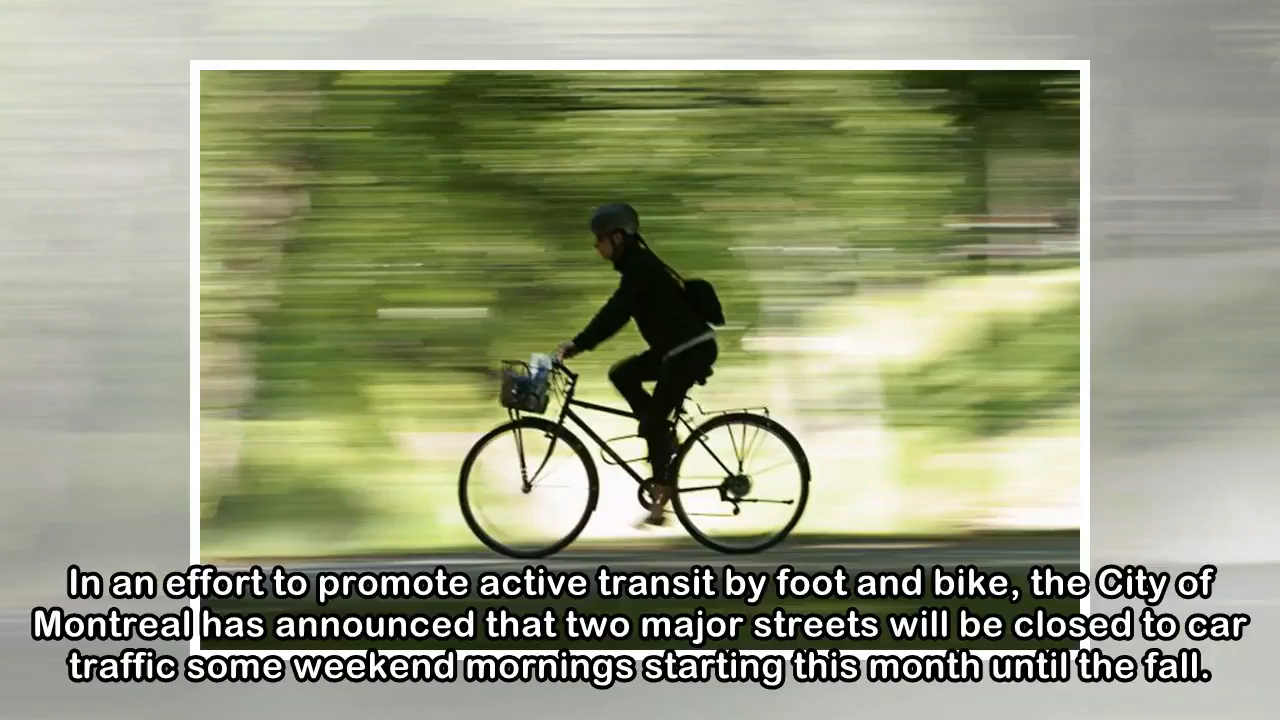 In an effort to promote active transit by foot and bike, the City of
Montreal has announced that two major streets will be closed to car
traffic some weekend mornings starting this month until the fall.